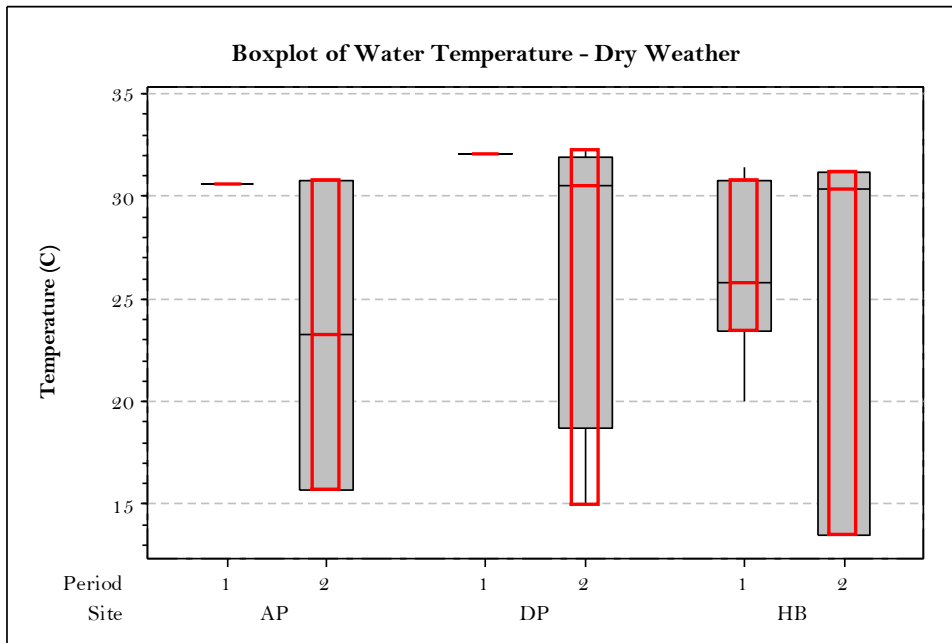 Boxplot of Water Temperature - Dry Weather
Temperature (C)
35
30
25
20
15
Period 1 2 1 2 1 2
Site AP DP HB